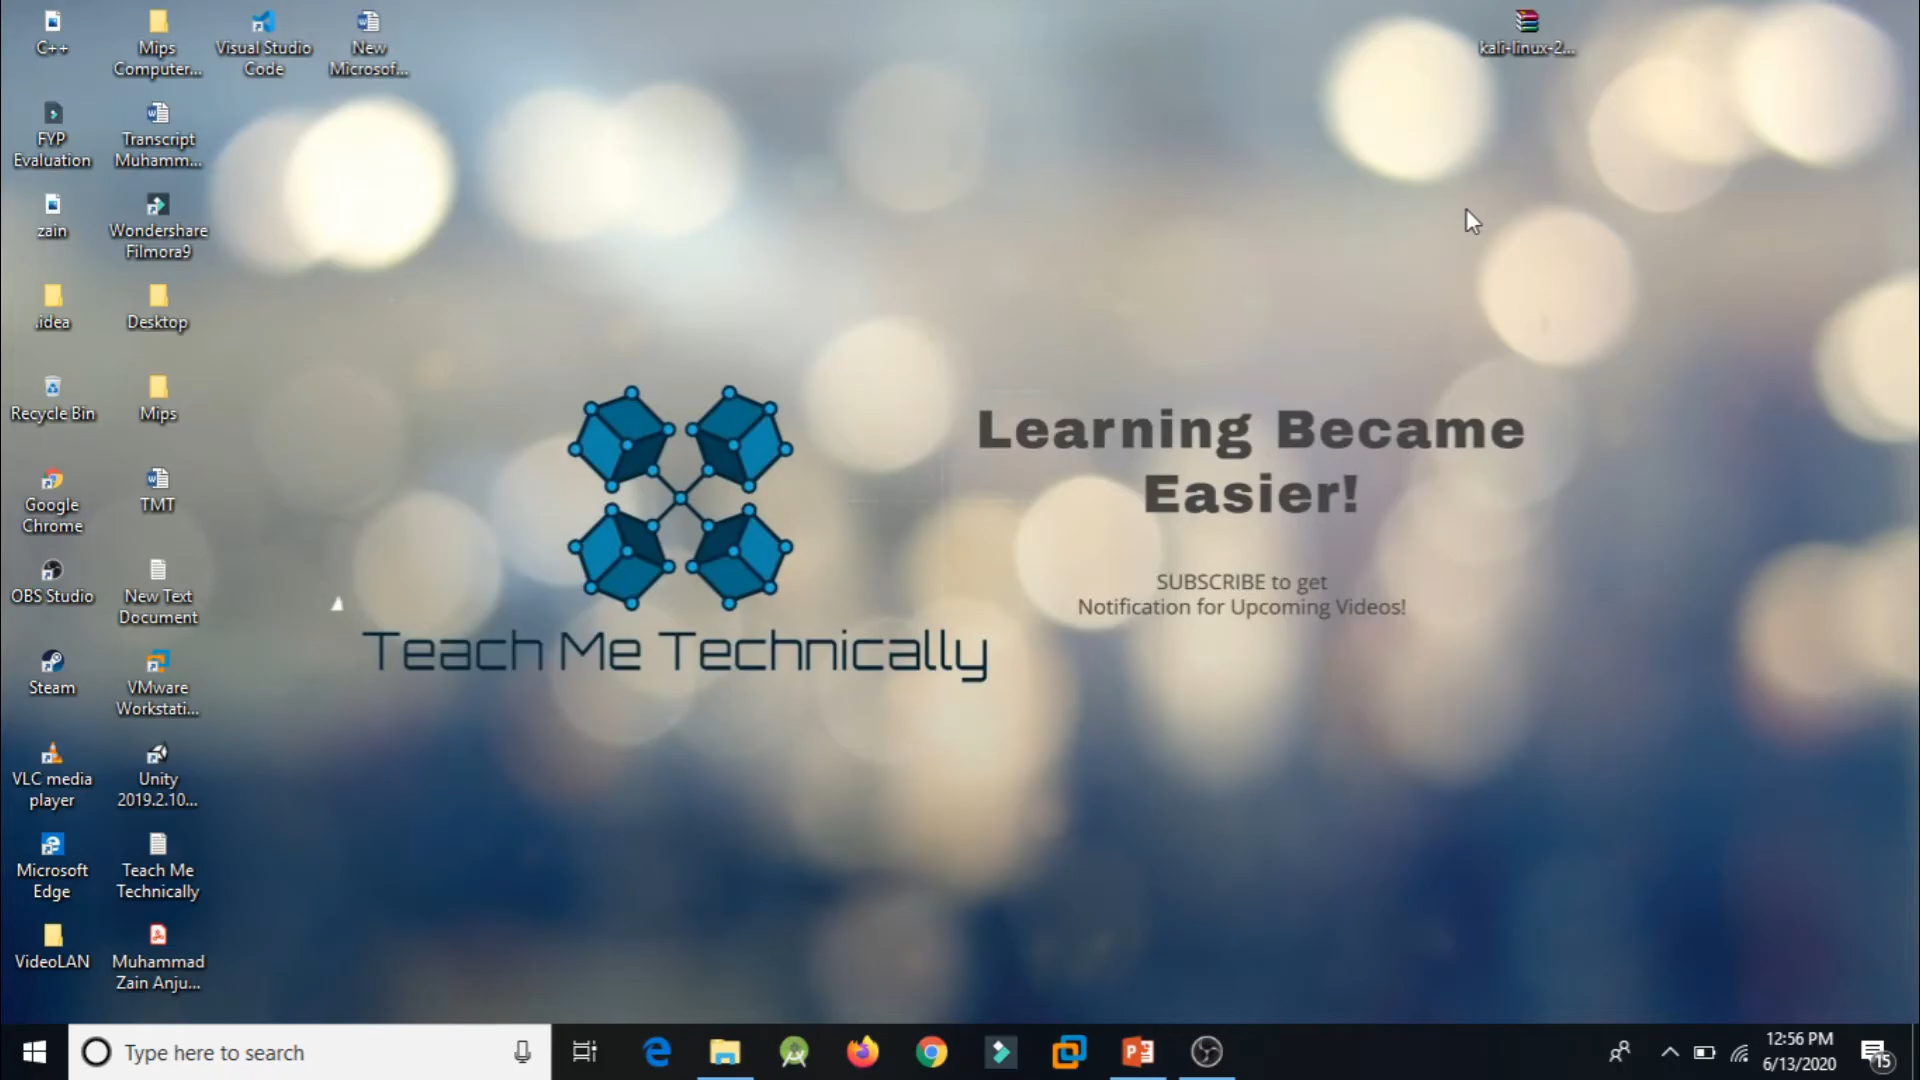 C++
Mips
Computer...
Visual Studio
Code
New
Microsof...
kali-linux-2...
FYP
Evaluation
Transcript
Muhamm...
zain
Wondershare
Filmora9
.idea
Desktop
Recycle Bin
Mips
Google
Chrome
TMT
OBS Studio
New Text
Document
Steam
VMware
Workstati...
VLC media
player
Unity
2019.2.10...
Microsoft
Edge
Teach Me
Technically
VideoLAN
Muhammad
Zain Anju...
Teach Me Technically
Learning Became
Easier!
SUBSCRIBE to get
Notification for Upcoming Videos!
Type here to search
12:56 PM
6/13/2020
15